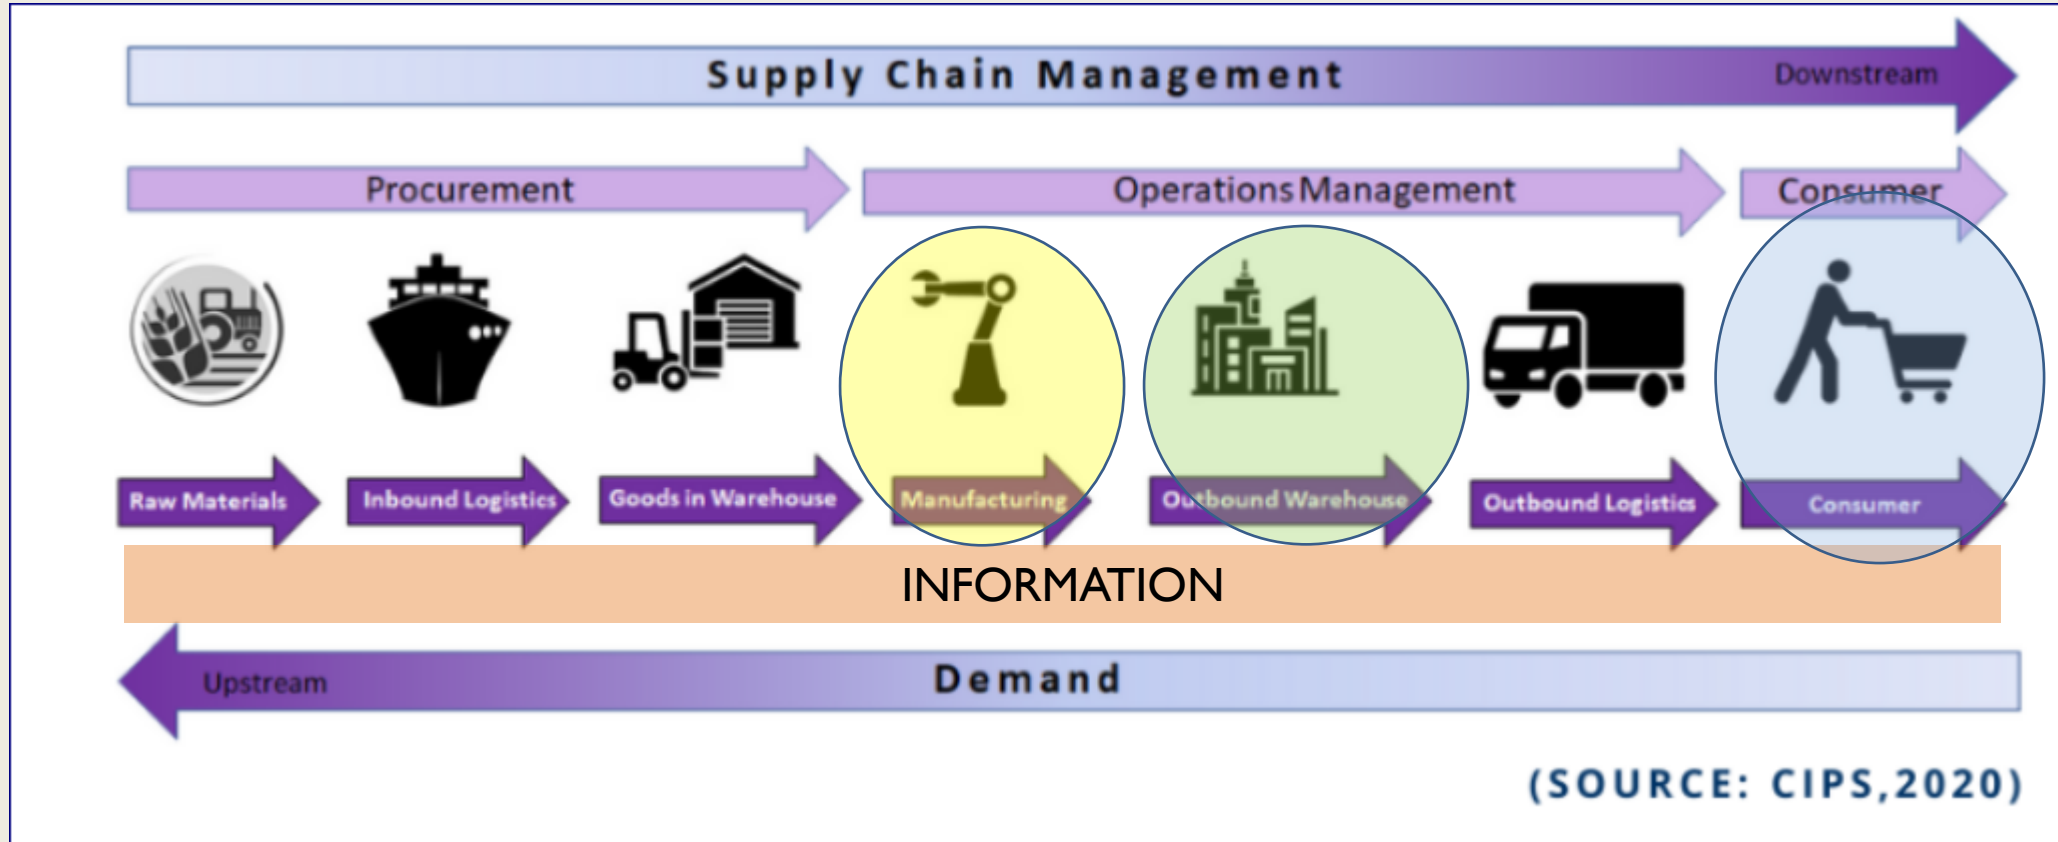 Supply Chain Management
Downstream
Procurement
Operations Management
Consumer
Raw Materials
Inbound Logistics
Goods in Warehouse
Manufacturing
Outbound Warehouse
Outbound Logistics
Consumer
INFORMATION
Upstream
Demand
(SOURCE: CIPS,2020)